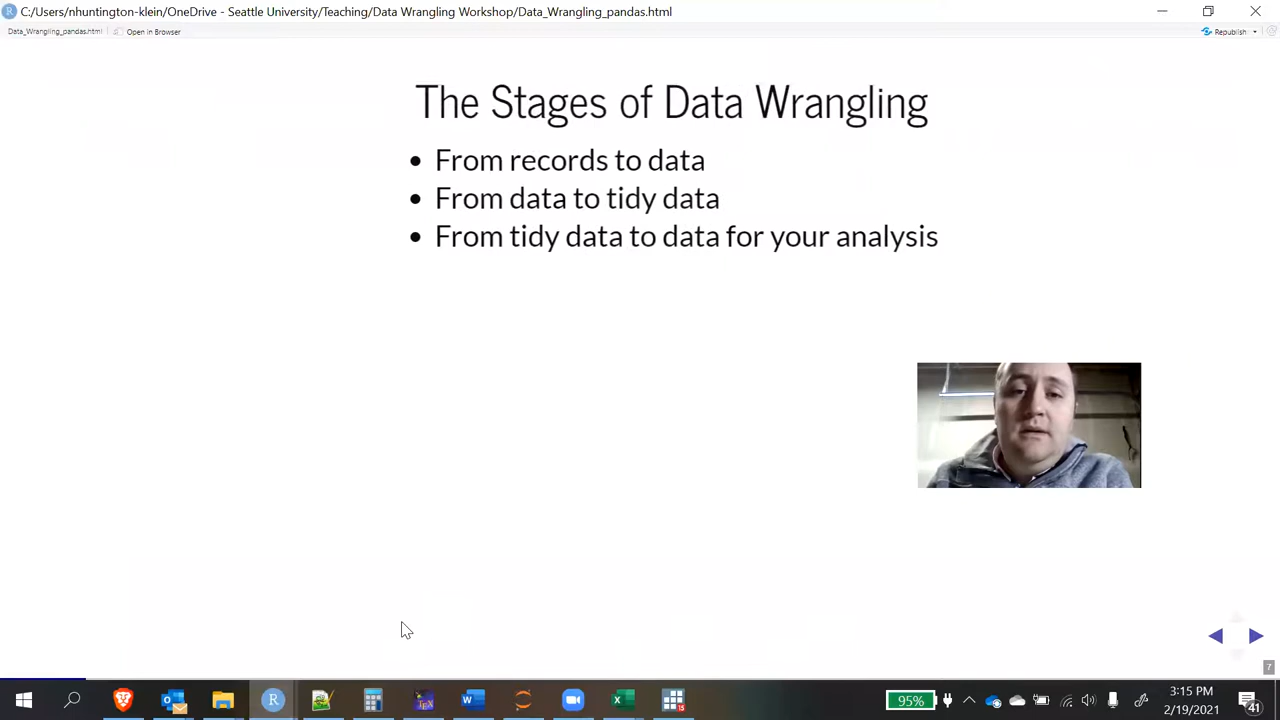 C:/Users/nhuntington-klein/OneDrive - Seattle University/Teaching/Data Wrangling Workshop/Data_Wrangling_pandas.html
Data_Wrangling_pandas.html Open in Browser Republish
The Stages of Data Wrangling
From records to data
From data to tidy data
From tidy data to data for your analysis
7
95%
3:15 PM
2/19/2021
41